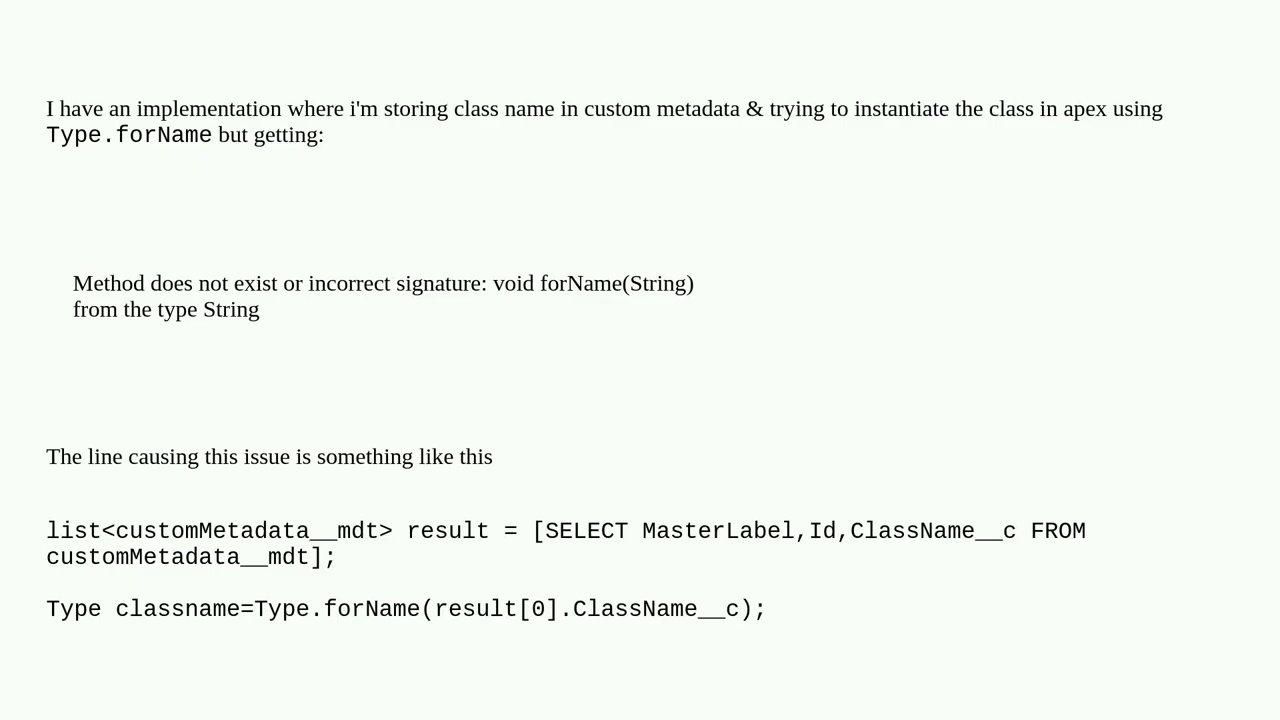 I have an implementation where i'm storing class name in custom metadata & trying to instantiate the class in apex using
Type.forName but getting:
Method does not exist or incorrect signature: void forName(String)
from the type String
The line causing this issue is something like this
list<customMetadata__mdt> result = [SELECT MasterLabel,Id,ClassName__c FROM
customMetadata__mdt];
Type classname=Type.forName(result[0].ClassName__c);